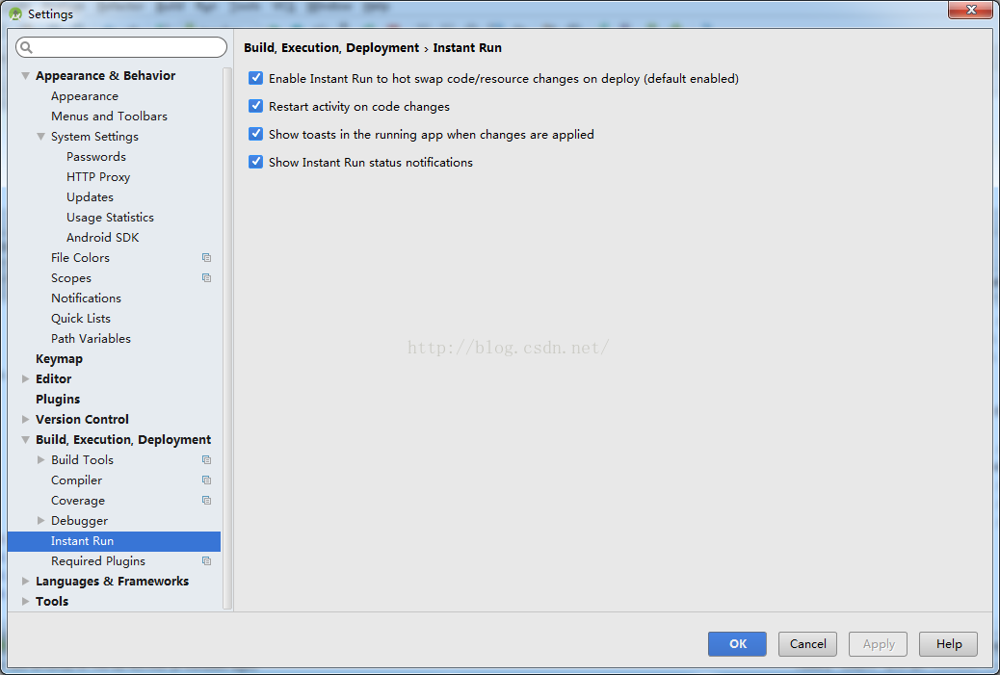 Settings
Build, Execution, Deployment › Instant Run
Enable Instant Run to hot swap code/resource changes on deploy (default enabled)
Restart activity on code changes
Show toasts in the running app when changes are applied
Show Instant Run status notifications
Appearance & Behavior
Appearance
Menus and Toolbars
System Settings
Passwords
HTTP Proxy
Updates
Usage Statistics
Android SDK
File Colors
Scopes
Notifications
Quick Lists
Path Variables
Keymap
Editor
Plugins
Version Control
Build, Execution, Deployment
Build Tools
Compiler
Coverage
Debugger
Instant Run
Required Plugins
Languages & Frameworks
Tools
http://blog.csdn.net/
OK
Cancel
Apply
Help